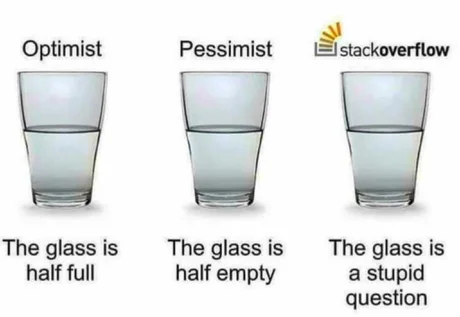 Optimist
Pessimist
stackoverflow
The glass is
half full
The glass is
half empty
The glass is
a stupid
question